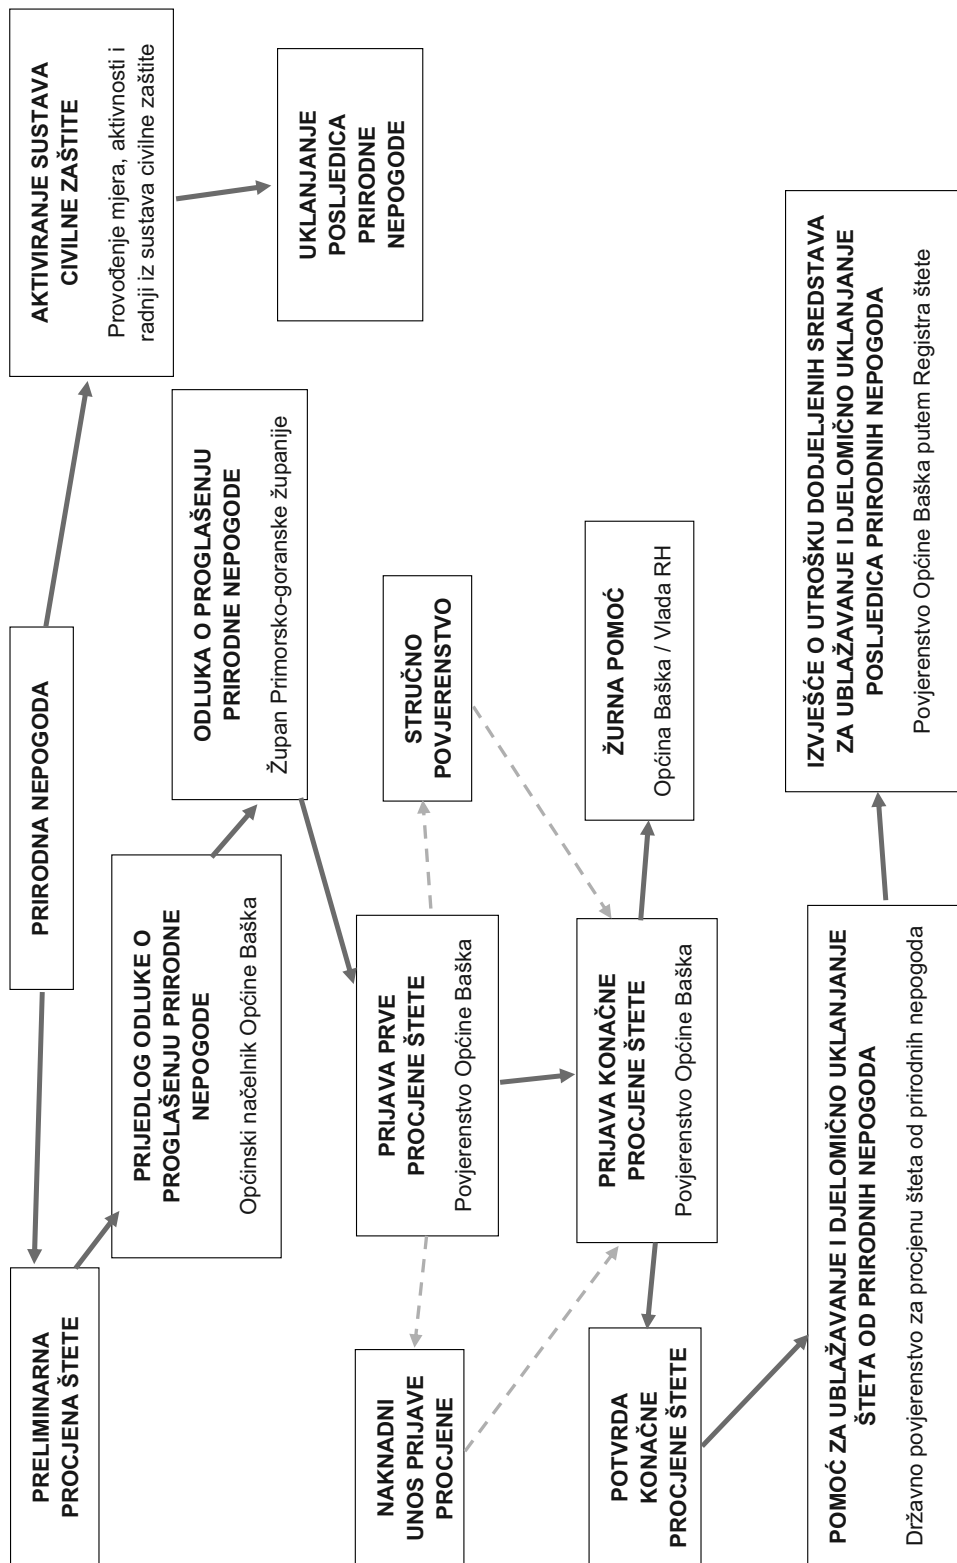 PRIRODNA NEPOGODA
PRELIMINARNA
PROCJENA ŠTETE
AKTIVIRANJE SUSTAVA
CIVILNE ZAŠTITE
Provođenje mjera, aktivnosti i
radnji iz sustava civilne zaštite
PRIJEDLOG ODLUKE O
PROGLAŠENJU PRIRODNE
NEPOGODE
Općinski načelnik Općine Baška
ODLUKA O PROGLAŠENJU
PRIRODNE NEPOGODE
Župan Primorsko-goranske županije
UKLANJANJE
POSLJEDICA
PRIRODNE
NEPOGODE
NAKNADNI
UNOS PRIJAVE
PROCJENE
PRIJAVA PRVE
PROCJENE ŠTETE
Povjerenstvo Općine Baška
STRUČNO
POVJERENSTVO
POTVRDA
KONAČNE
PROCJENE ŠTETE
PRIJAVA KONAČNE
PROCJENE ŠTETE
Povjerenstvo Općine Baška
ŽURNA POMOĆ
Općina Baška / Vlada RH
POMOĆ ZA UBLAŽAVANJE I DJELOMIČNO UKLANJANJE
ŠTETA OD PRIRODNIH NEPOGODA
Državno povjerenstvo za procjenu šteta od prirodnih nepogoda
IZVJEŠĆE O UTROŠKU DODJELJENIH SREDSTAVA
ZA UBLAŽAVANJE I DJELOMIČNO UKLANJANJE
POSLJEDICA PRIRODNIH NEPOGODA
Povjerenstvo Općine Baška putem Registra štete